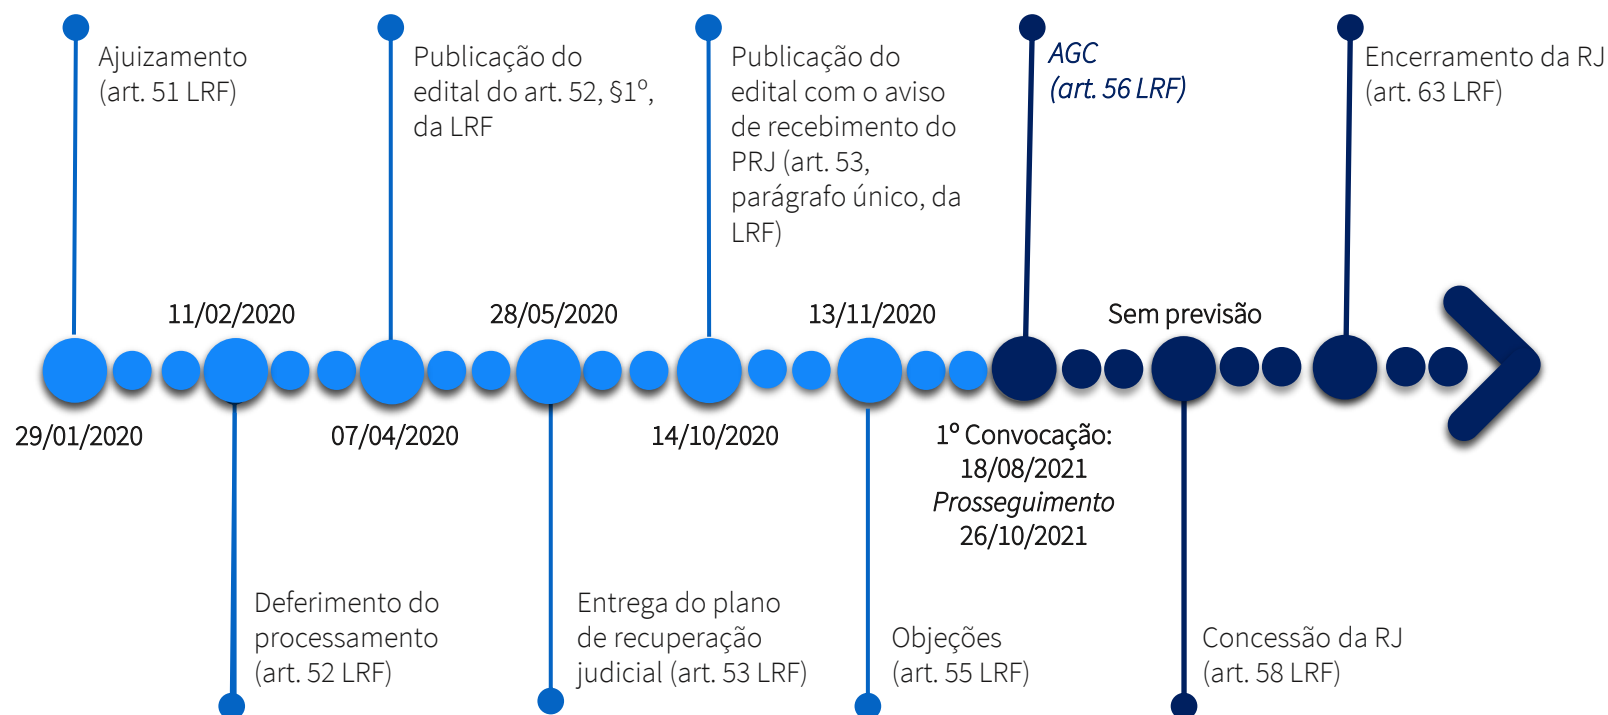 Ajuizamento
(art. 51 LRF)
Publicação do
edital do art. 52, §1º,
da LRF
Publicação do
edital com o aviso
de recebimento do
PRJ (art. 53,
parágrafo único, da
LRF)
AGC
(art. 56 LRF)
Encerramento da RJ
(art. 63 LRF)
11/02/2020
28/05/2020
13/11/2020
Sem previsão
29/01/2020
07/04/2020
14/10/2020
1º Convocação:
18/08/2021
Prosseguimento
26/10/2021
Deferimento do
processamento
(art. 52 LRF)
Entrega do plano
de recuperação
judicial (art. 53 LRF)
Objeções
(art. 55 LRF)
Concessão da RJ
(art. 58 LRF)